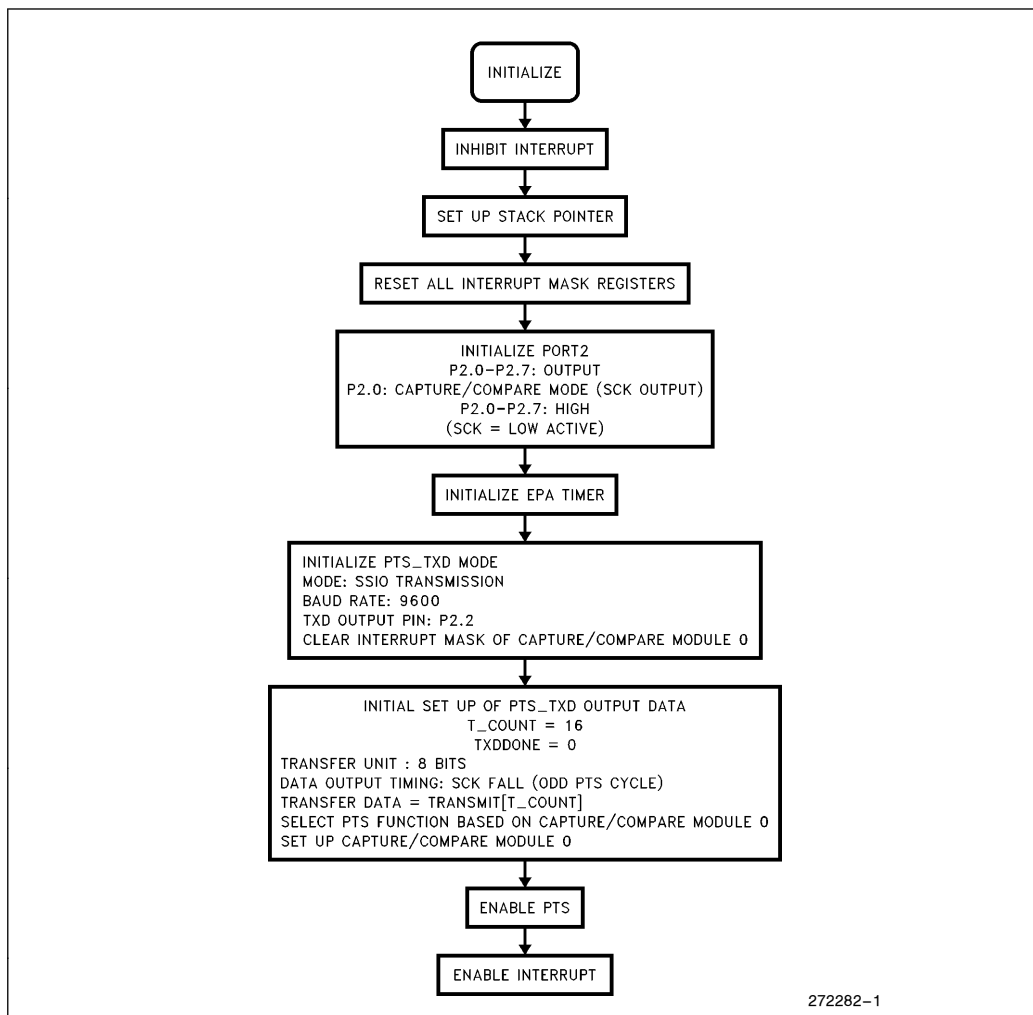 INITIALIZE
INHIBIT INTERRUPT
SET UP STACK POINTER
RESET ALL INTERRUPT MASK REGISTERS
INITIALIZE PORT2
P2.0–P2.7: OUTPUT
P2.0: CAPTURE/COMPARE MODE (SCK OUTPUT)
P2.0–P2.7: HIGH
(SCK = LOW ACTIVE)
INITIALIZE EPA TIMER
INITIALIZE PTS_TXD MODE
MODE: SSIO TRANSMISSION
BAUD RATE: 9600
TXD OUTPUT PIN: P2.2
CLEAR INTERRUPT MASK OF CAPTURE/COMPARE MODULE 0
INITIAL SET UP OF PTS_TXD OUTPUT DATA
T_COUNT = 16
TXDDONE = 0
TRANSFER UNIT : 8 BITS
DATA OUTPUT TIMING: SCK FALL (ODD PTS CYCLE)
TRANSFER DATA = TRANSMIT[T_COUNT]
SELECT PTS FUNCTION BASED ON CAPTURE/COMPARE MODULE 0
SET UP CAPTURE/COMPARE MODULE 0
ENABLE PTS
ENABLE INTERRUPT
272282–1